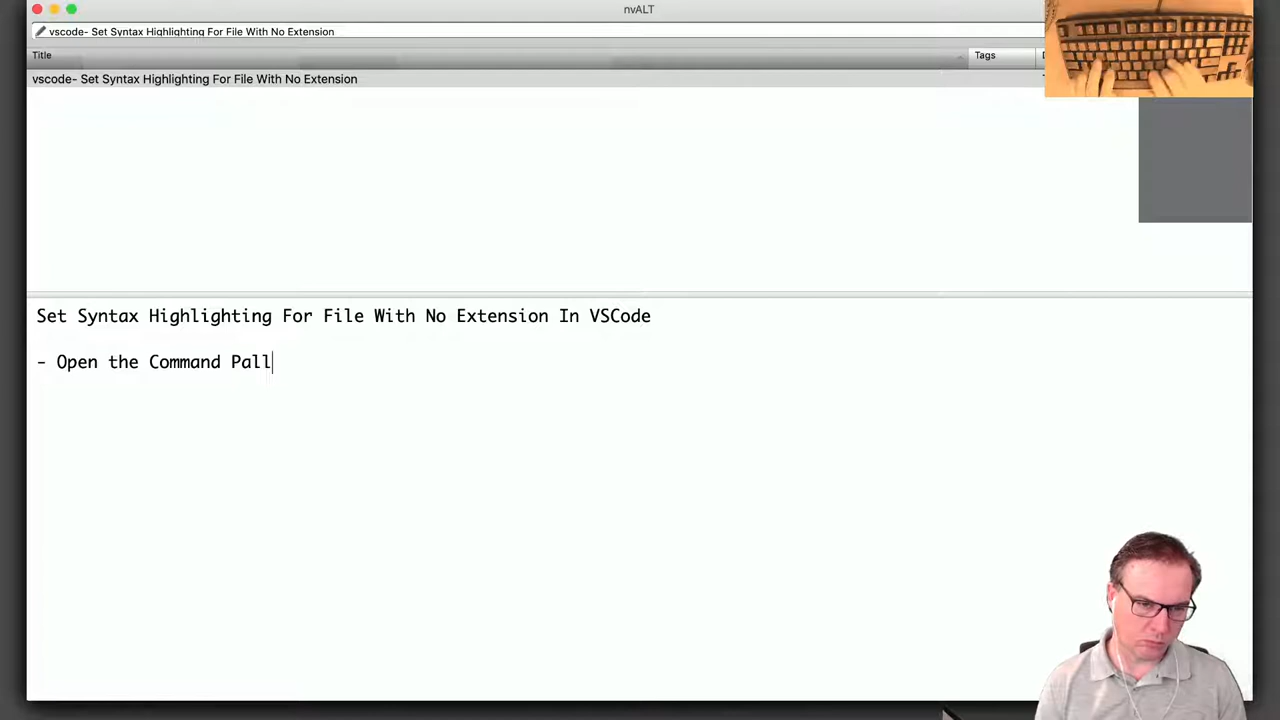 nvALT
vscode- Set Syntax Highlighting For File With No Extension
Title
Tags
vscode- Set Syntax Highlighting For File With No Extension
Set Syntax Highlighting For File With No Extension In VSCode
- Open the Command Pall